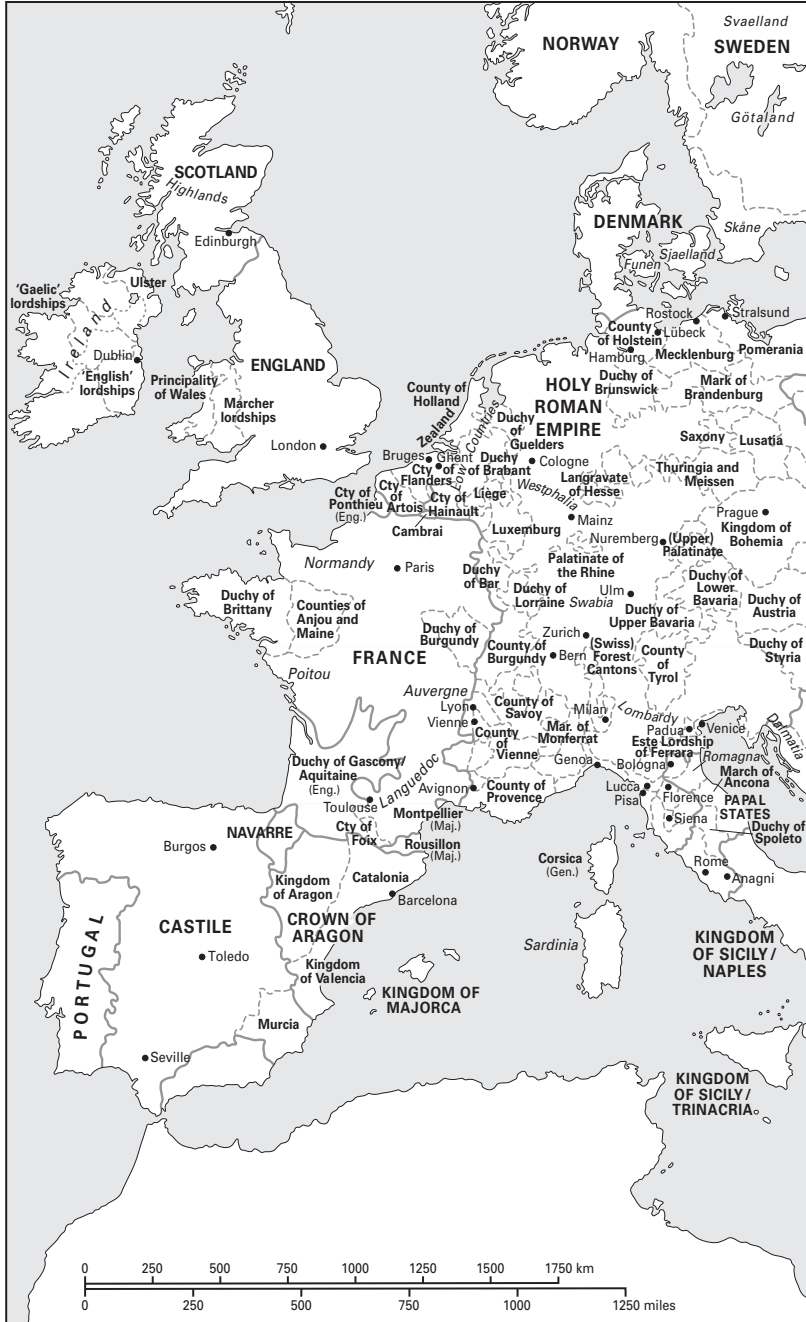 Svaelland
NORWAY
SWEDEN
Götaland
SCOTLAND
Highlands
Edinburgh
DENMARK
Skåne
Sjaelland
Funen
'Gaelic'
lordships
Ulster
Ireland
Dublin
'English'
lordships
Principality
of Wales
Marcher
lordships
ENGLAND
London
Rostock
Stralsund
County
of Holstein
Lübeck
Hamburg
Mecklenburg
Pomerania
County of
Holland
HOLY
ROMAN
EMPIRE
Duchy of
Brunswick
Mark of
Brandenburg
Zealand
Low Countries
Duchy
of
Guelders
Saxony
Lusatia
Bruges
Ghent
Cty of
Flanders
Duchy
of Brabant
Cologne
Langravate
of Hesse
Thuringia and
Meissen
Cty of
Ponthieu
(Eng.)
Cty
of
Artois
Cty of
Hainault
Liège
Westphalia
Cambrai
Luxemburg
Mainz
Prague
Kingdom of
Bohemia
Nuremberg
(Upper)
Palatinate
Normandy
Paris
Duchy
of Bar
Palatinate of
the Rhine
Duchy of
Lorraine
Swabia
Ulm
Duchy of
Lower
Bavaria
Duchy of
Upper Bavaria
Duchy of
Austria
Duchy of
Brittany
Counties of
Anjou and
Maine
Duchy of
Burgundy
Zurich
County of
Burgundy
Bern
(Swiss)
Forest
Cantons
County
of
Tyrol
Duchy of
Styria
FRANCE
Poitou
Auvergne
Lyon
Vienne
County of
Savoy
County
of
Vienne
Milan
Mar. of
Monferrat
Lombardy
Padua
Venice
Dalmatia
Este Lordship
of Ferrara
Genoa
Bologna
Romagna
Duchy of Gascony/
Aquitaine
(Eng.)
Languedoc
Toulouse
Avignon
County of
Provence
Lucca
Pisa
Florence
Siena
March of
Ancona
PAPAL
STATES
Duchy of
Spoleto
Montpellier
(Maj.)
NAVARRE
Cty of
Foix
Rousillon
(Maj.)
Burgos
Corsica
(Gen.)
Rome
Anagni
Kingdom
of Aragon
Catalonia
Barcelona
CASTILE
CROWN OF
ARAGON
PORTUGAL
Toledo
Sardinia
KINGDOM
OF SICILY/
NAPLES
Kingdom
of Valencia
KINGDOM OF
MAJORCA
Murcia
Seville
KINGDOM
OF SICILY/
TRINACRIA
0 250 500 750 1000 1250 1500 1750 km
0 250 500 750 1000 1250 miles